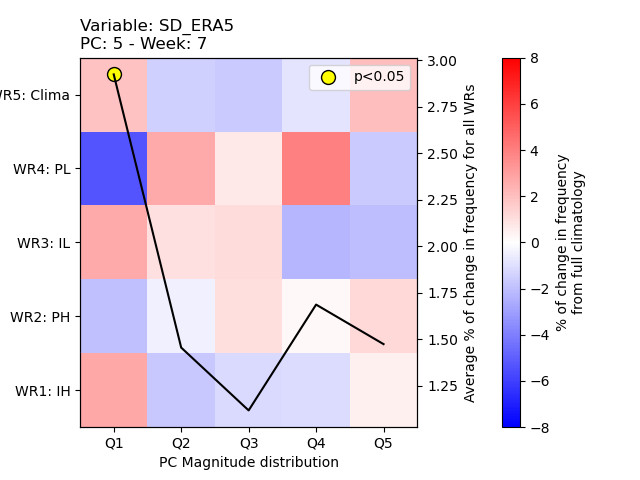 Variable: SD_ERA5
PC: 5 - Week: 7
p<0.05
WR5: Clima
WR4: PL
WR3: IL
WR2: PH
WR1: IH
Q1 Q2 Q3 Q4 Q5
PC Magnitude distribution
3.00
2.75
2.50
2.25
2.00
1.75
1.50
1.25
Average % of change in frequency for all WRs
8
6
4
2
0
−2
−4
−6
−8
% of change in frequency
from full climatology